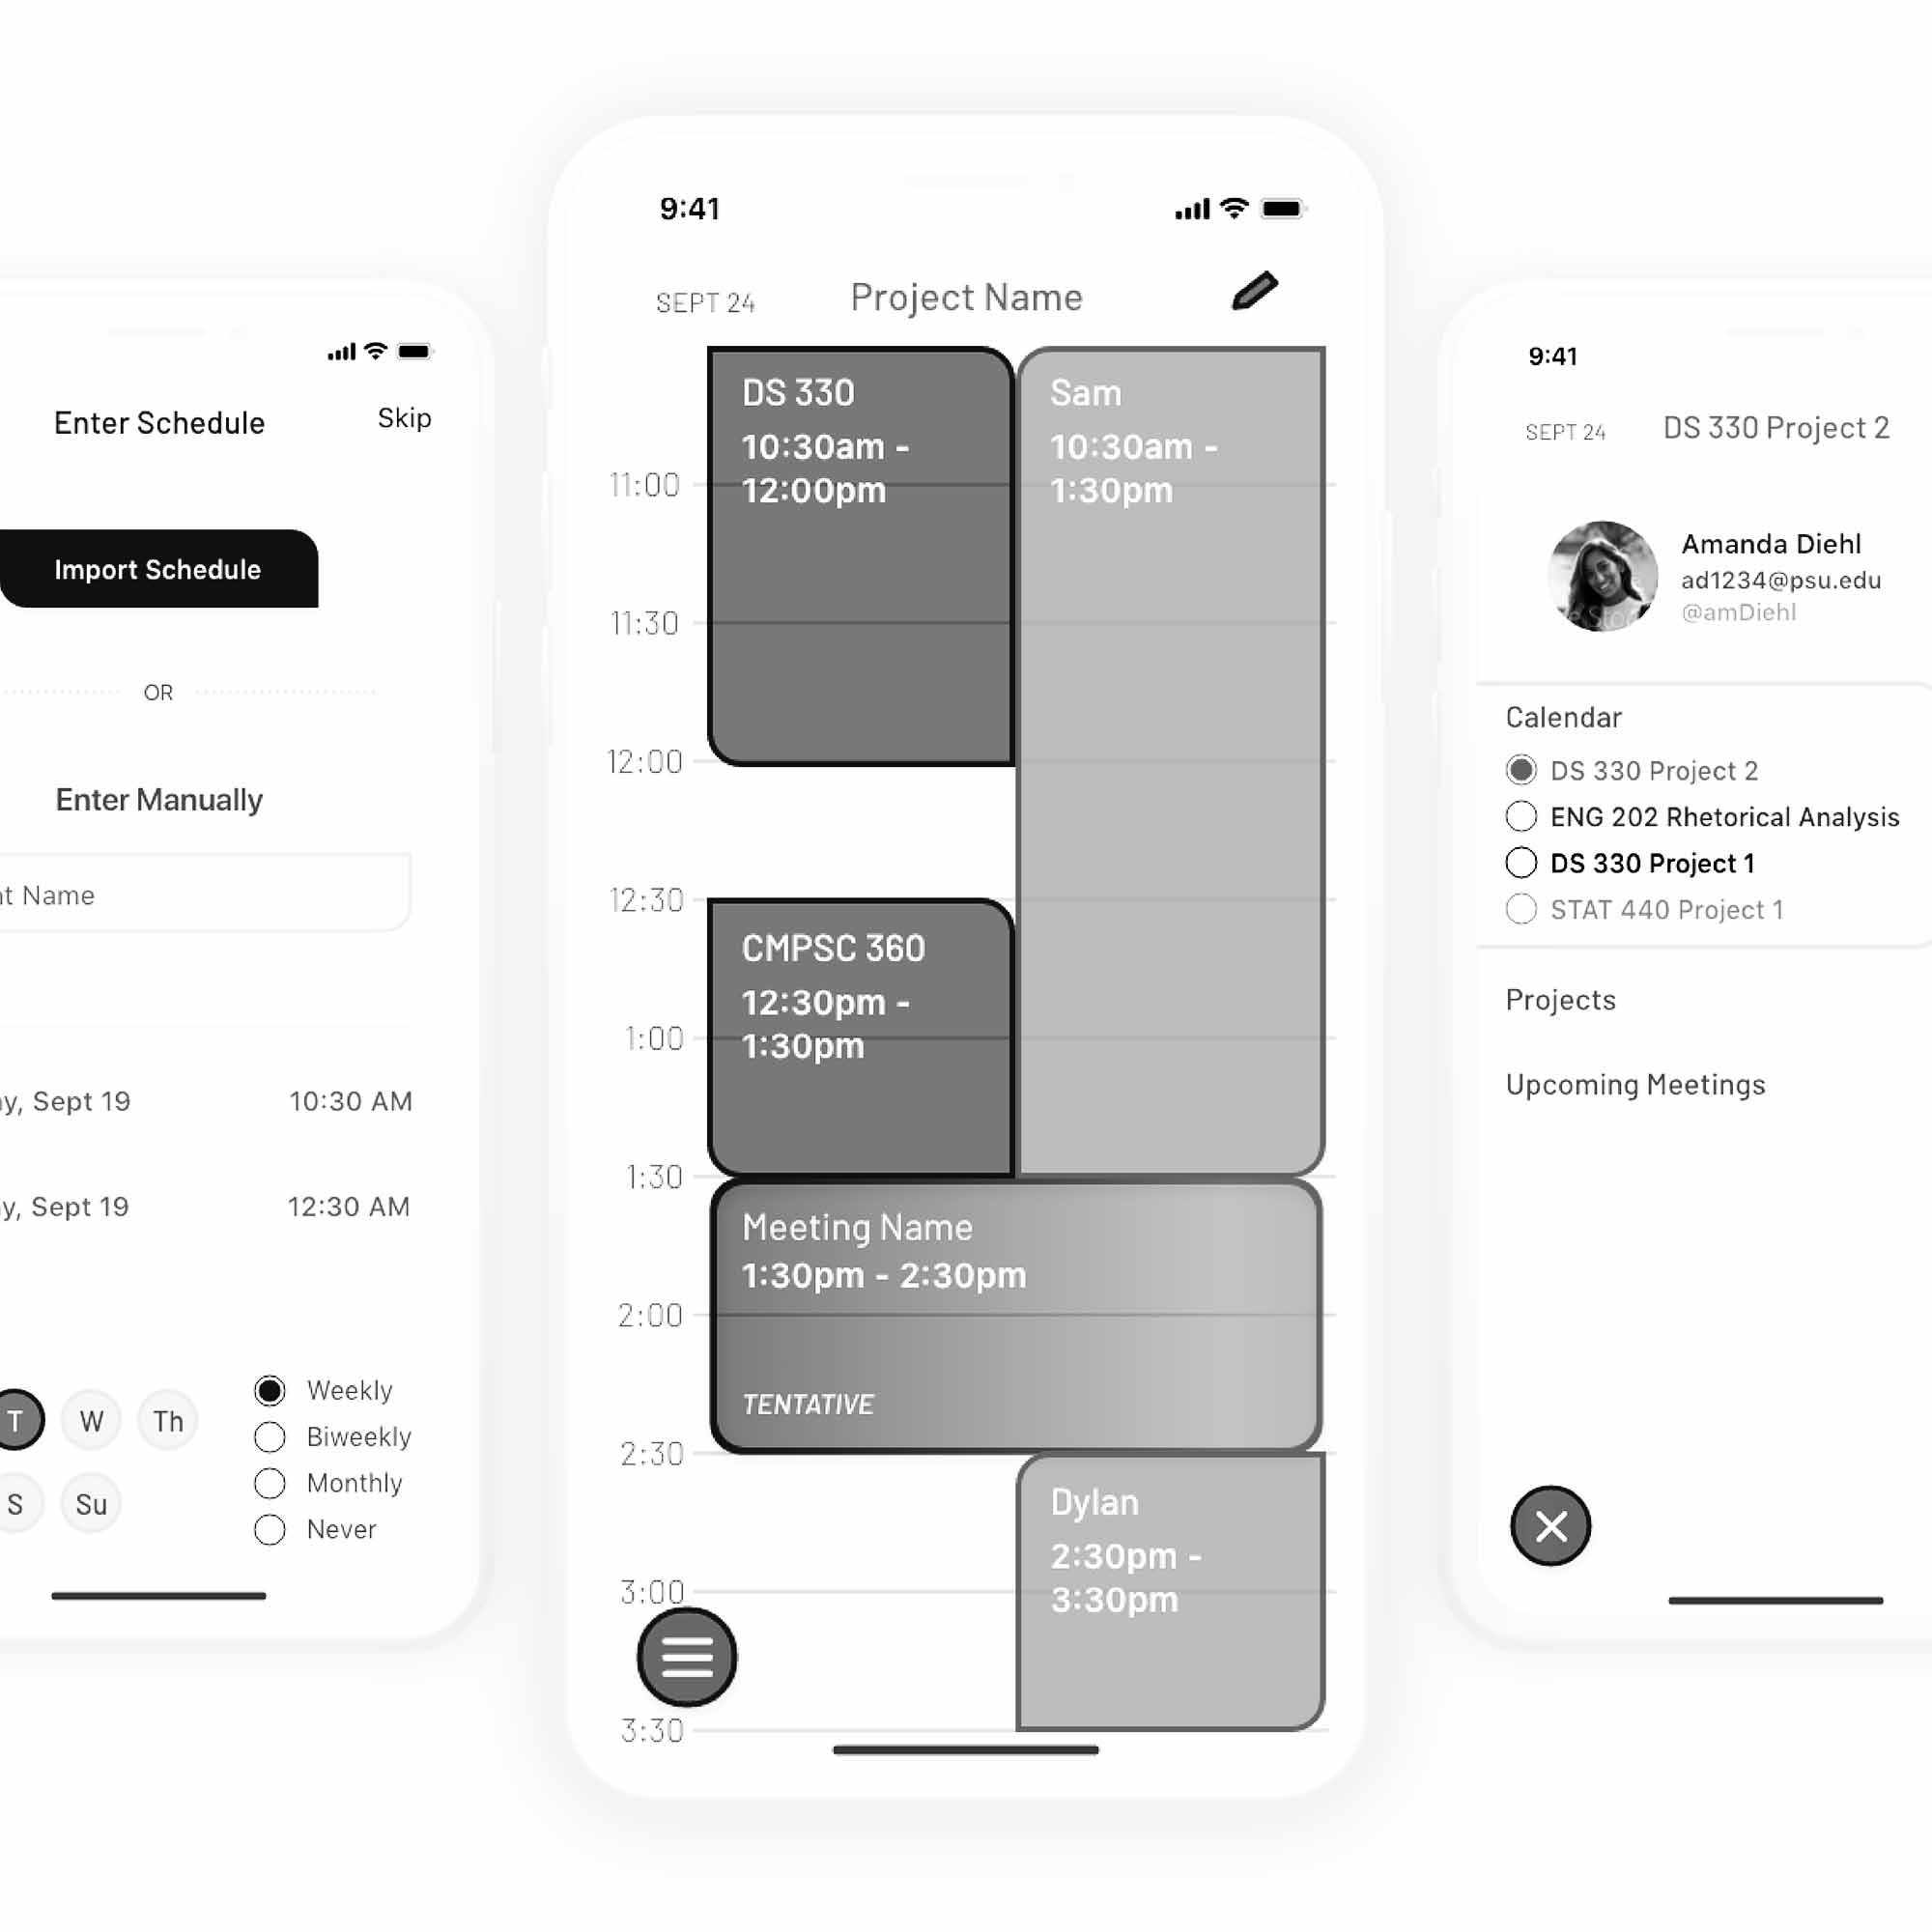 Enter Schedule
Skip
Import Schedule
OR
Enter Manually
Name
Sept 19
10:30 AM
Sept 19
12:30 AM
T
W
Th
S
Su
Weekly
Biweekly
Monthly
Never
9:41
SEPT 24
Project Name
11:00
11:30
12:00
12:30
1:00
1:30
2:00
2:30
3:00
3:30
DS 330
10:30am -
12:00pm
Sam
10:30am -
1:30pm
CMPSC 360
12:30pm -
1:30pm
Meeting Name
1:30pm - 2:30pm
TENTATIVE
Dylan
2:30pm -
3:30pm
9:41
SEPT 24
DS 330 Project 2
Amanda Diehl
ad1234@psu.edu
@amDiehl
Calendar
DS 330 Project 2
ENG 202 Rhetorical Analysis
DS 330 Project 1
STAT 440 Project 1
Projects
Upcoming Meetings